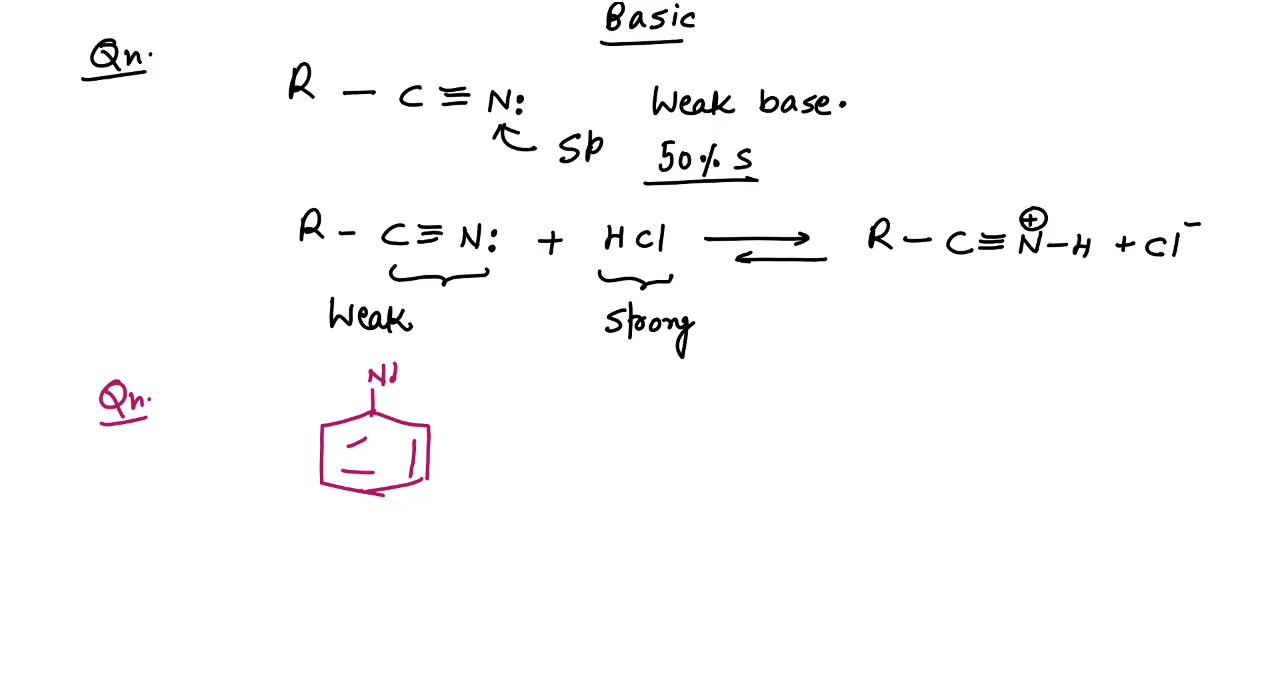 Basic
Qn.
R - C ≡ N: Weak base.
SP 50% S
R - C ≡ N: + HCl ⇌ R - C ≡ N⊕ - H + Cl⁻
Weak Strong
Qn.
N